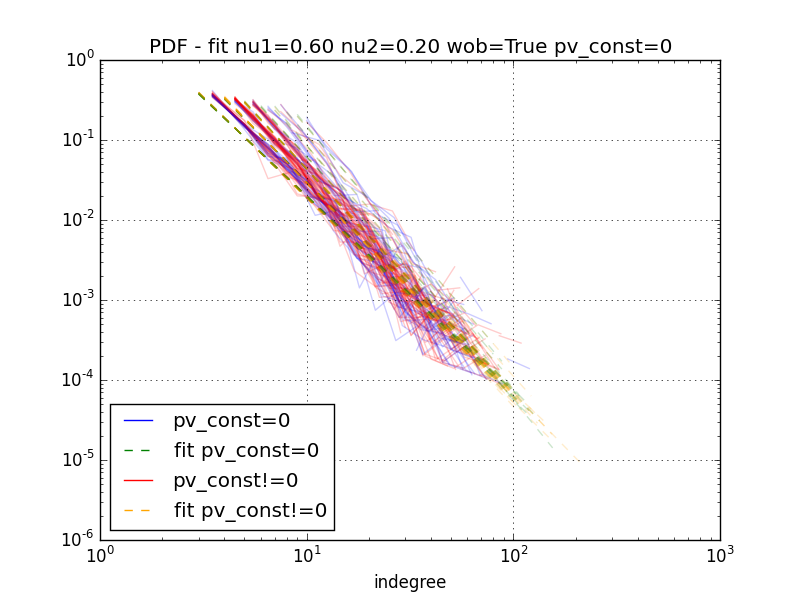 PDF - fit nu1=0.60 nu2=0.20 wob=True pv_const=0
10^0
10^-1
10^-2
10^-3
10^-4
10^-5
10^-6
pv_const=0
fit pv_const=0
pv_const!=0
fit pv_const!=0
10^0 10^1 10^2 10^3
indegree